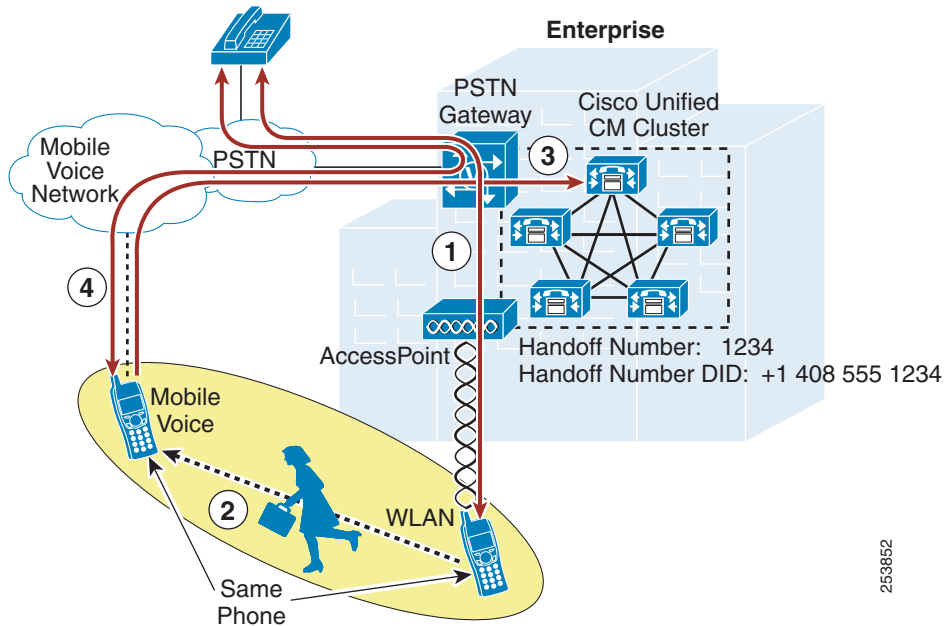 Enterprise
PSTN
Gateway
Cisco Unified
CM Cluster
Mobile
Voice
Network
PSTN
3
1
4
AccessPoint
Handoff Number: 1234
Handoff Number DID: +1 408 555 1234
Mobile
Voice
2
WLAN
Same
Phone
253852